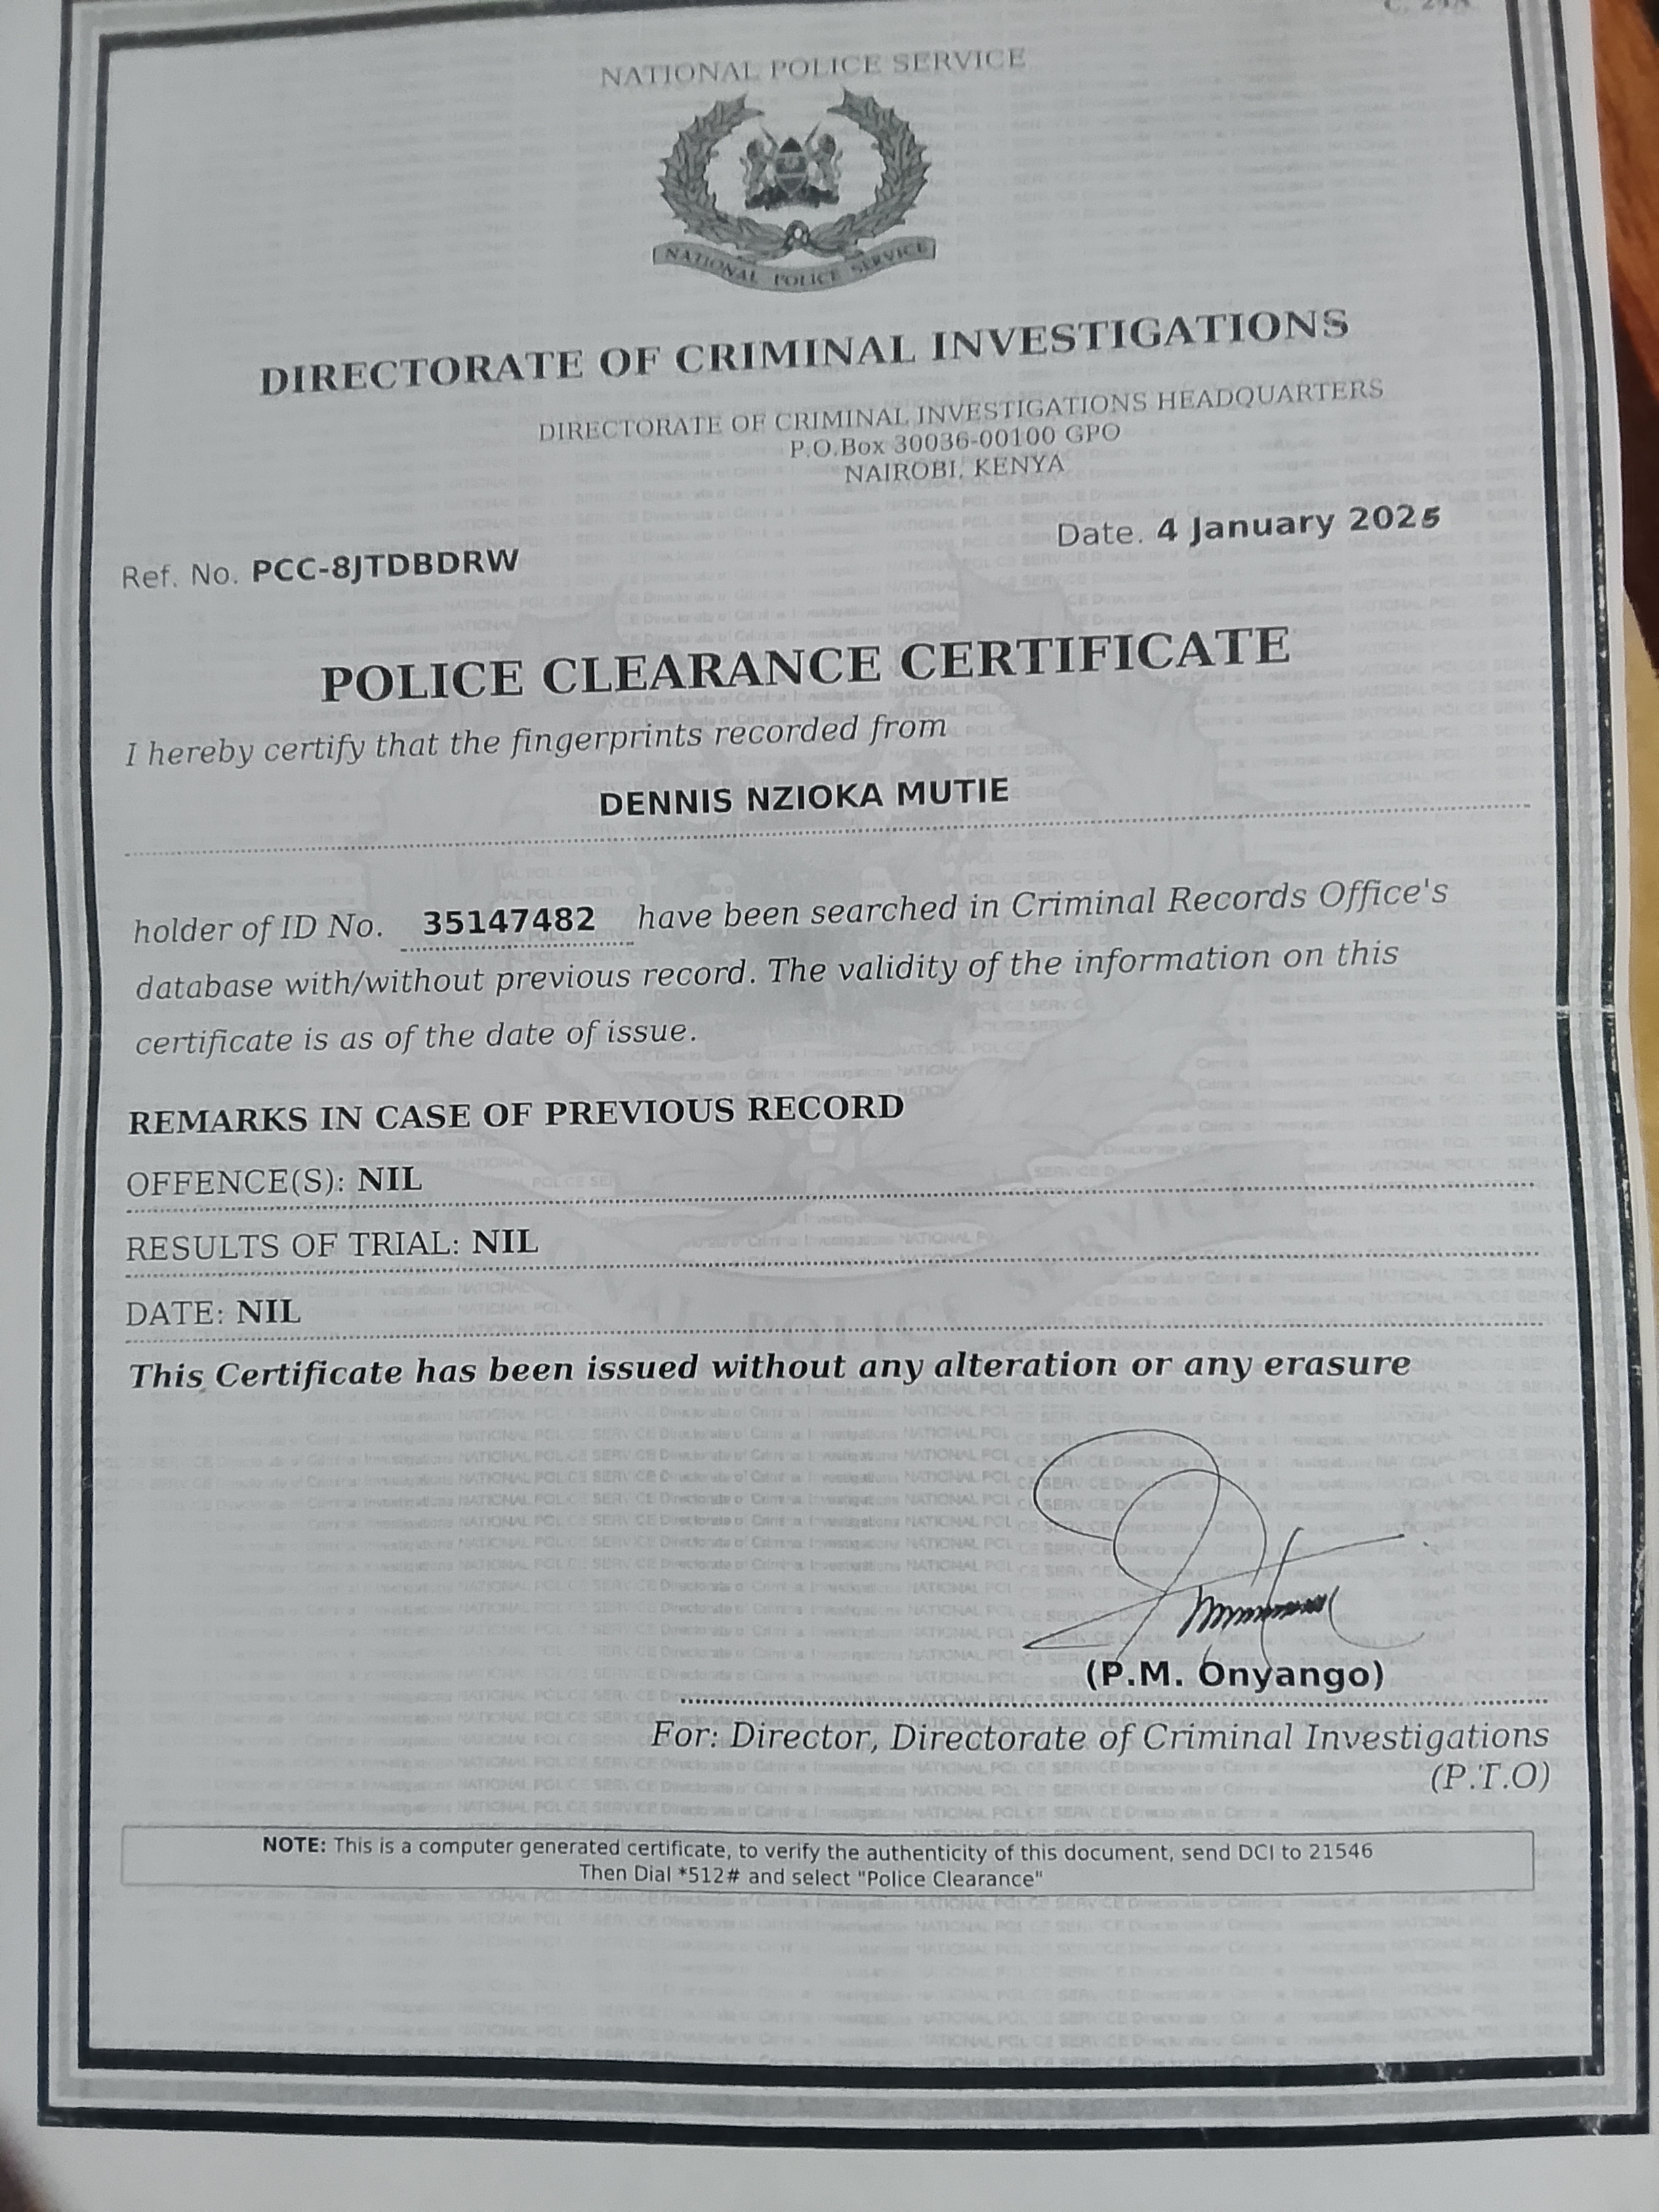 C. 24A
NATIONAL POLICE SERVICE
NATIONAL POLICE SERVICE
DIRECTORATE OF CRIMINAL INVESTIGATIONS
DIRECTORATE OF CRIMINAL INVESTIGATIONS HEADQUARTERS
P.O.Box 30036-00100 GPO
NAIROBI, KENYA
Date. 4 January 2025
Ref. No. PCC-8JTDBDRW
POLICE CLEARANCE CERTIFICATE
I hereby certify that the fingerprints recorded from
DENNIS NZIOKA MUTIE
holder of ID No. 35147482 have been searched in Criminal Records Office's
database with/without previous record. The validity of the information on this
certificate is as of the date of issue.
REMARKS IN CASE OF PREVIOUS RECORD
OFFENCE(S): NIL
RESULTS OF TRIAL: NIL
DATE: NIL
This Certificate has been issued without any alteration or any erasure
(P.M. Onyango)
For: Director, Directorate of Criminal Investigations
(P.T.O)
NOTE: This is a computer generated certificate, to verify the authenticity of this document, send DCI to 21546
Then Dial *512# and select "Police Clearance"